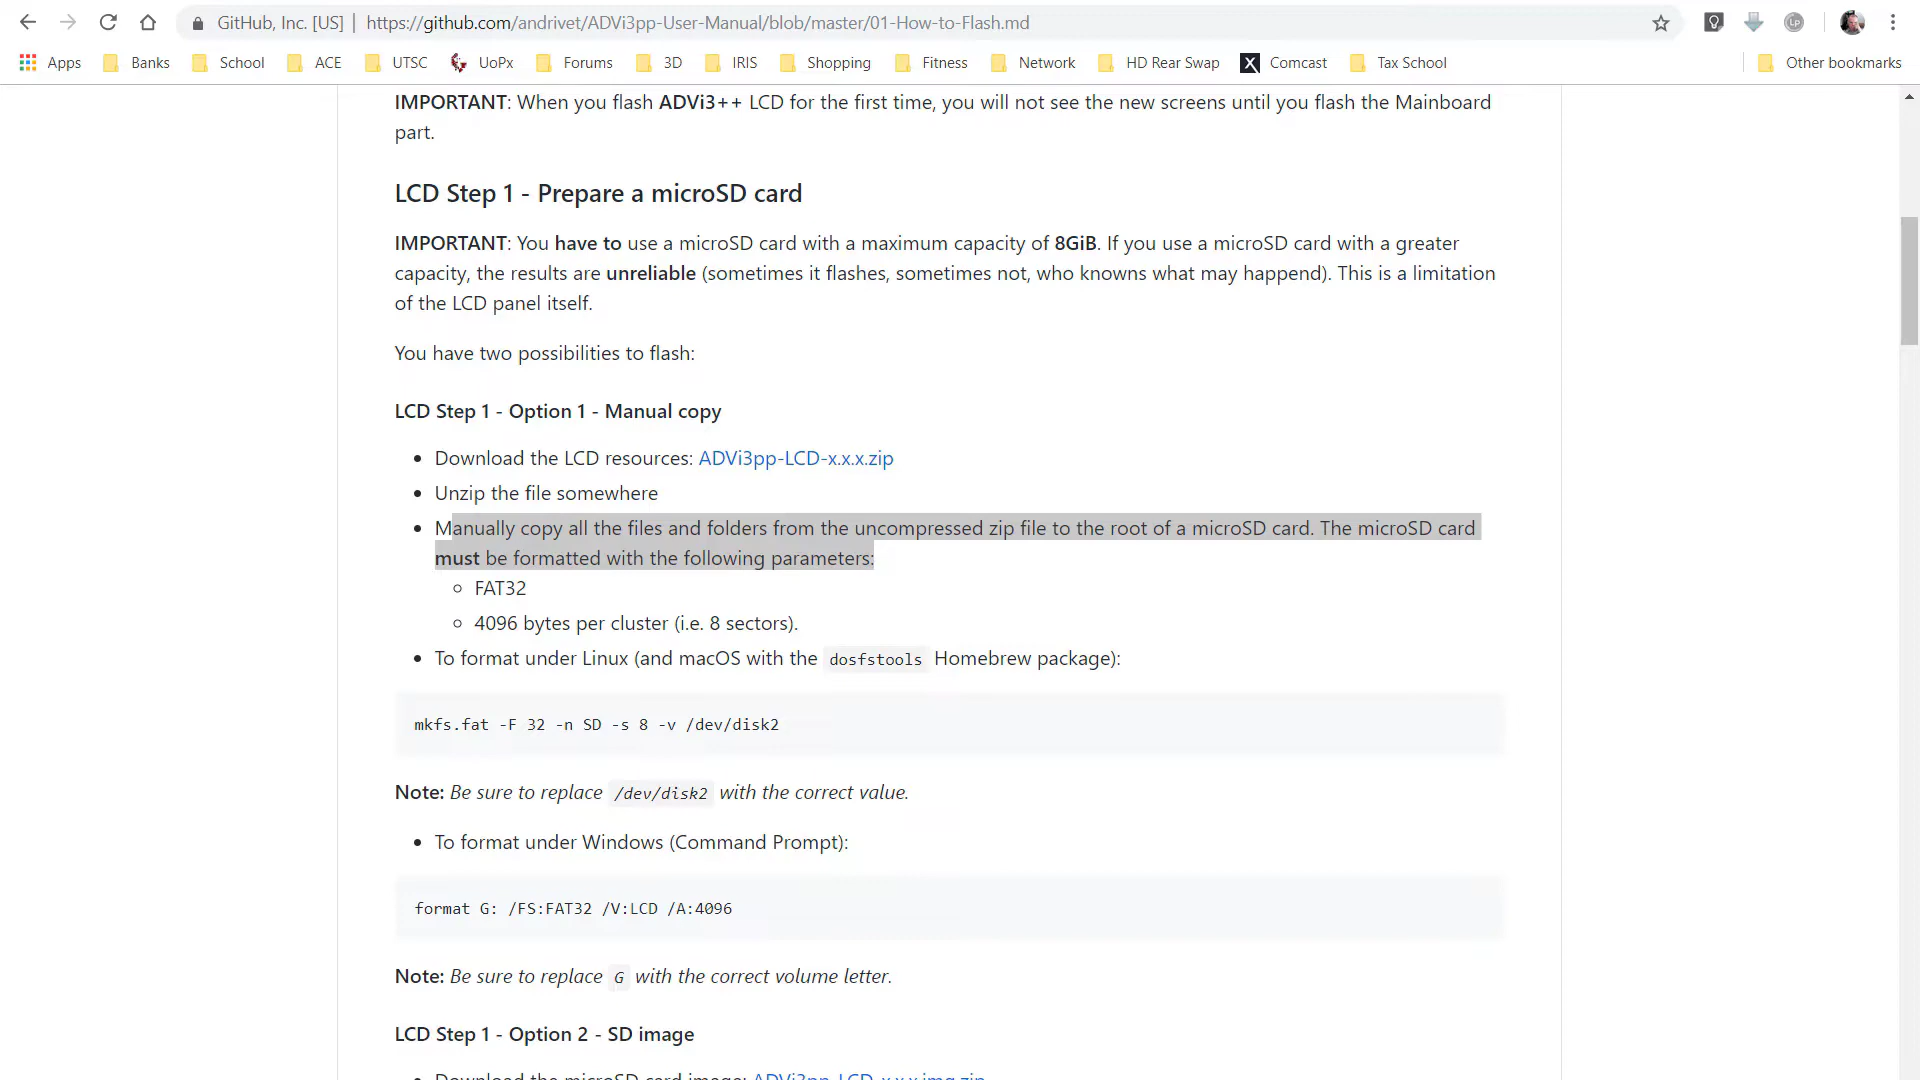 GitHub, Inc. [US] | https://github.com/andrivet/ADVi3pp-User-Manual/blob/master/01-How-to-Flash.md
Apps Banks School ACE UTSC UoPx Forums 3D IRIS Shopping Fitness Network HD Rear Swap Comcast Tax School Other bookmarks
IMPORTANT: When you flash ADVi3++ LCD for the first time, you will not see the new screens until you flash the Mainboard
part.
LCD Step 1 - Prepare a microSD card
IMPORTANT: You have to use a microSD card with a maximum capacity of 8GiB. If you use a microSD card with a greater
capacity, the results are unreliable (sometimes it flashes, sometimes not, who knowns what may happend). This is a limitation
of the LCD panel itself.
You have two possibilities to flash:
LCD Step 1 - Option 1 - Manual copy
• Download the LCD resources: ADVi3pp-LCD-x.x.x.zip
• Unzip the file somewhere
• Manually copy all the files and folders from the uncompressed zip file to the root of a microSD card. The microSD card
must be formatted with the following parameters:
○ FAT32
○ 4096 bytes per cluster (i.e. 8 sectors).
• To format under Linux (and macOS with the dosfstools Homebrew package):
mkfs.fat -F 32 -n SD -s 8 -v /dev/disk2
Note: Be sure to replace /dev/disk2 with the correct value.
• To format under Windows (Command Prompt):
format G: /FS:FAT32 /V:LCD /A:4096
Note: Be sure to replace G with the correct volume letter.
LCD Step 1 - Option 2 - SD image
• Download the microSD card image: ADVi3pp-LCD-x.x.x.img.zip